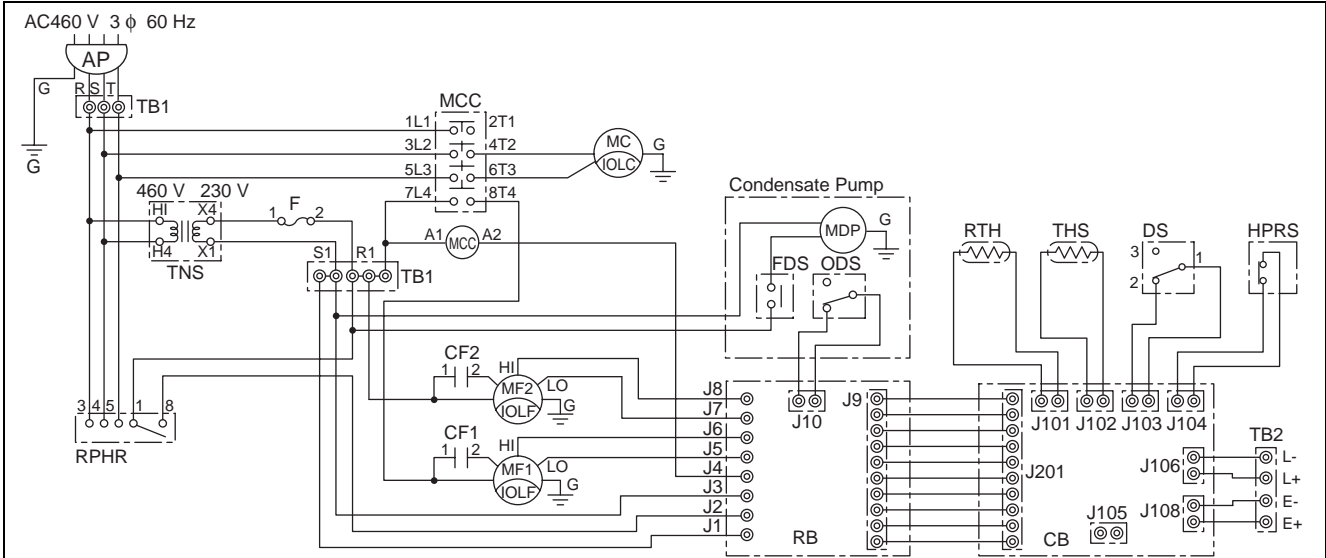 AC460 V 3 ϕ 60 Hz
AP
G
R S T
TB1
G
MCC
1L1 2T1
3L2 4T2
5L3 6T3
7L4 8T4
MC
IOLC
G
460 V 230 V
HI X4
H4 X1
TNS
1 F 2
A1 MCC A2
S1 R1
TB1
Condensate Pump
MDP
G
FDS ODS
RTH
THS
DS
3
2
1
HPRS
CF2
1 2
HI
MF2
IOLF
LO
G
CF1
1 2
HI
MF1
IOLF
LO
G
3 4 5 1 8
RPHR
J8
J7
J6
J5
J4
J3
J2
J1
J10
J9
RB
J101 J102 J103 J104
J201
J106
J108
J105
CB
TB2
L-
L+
E-
E+